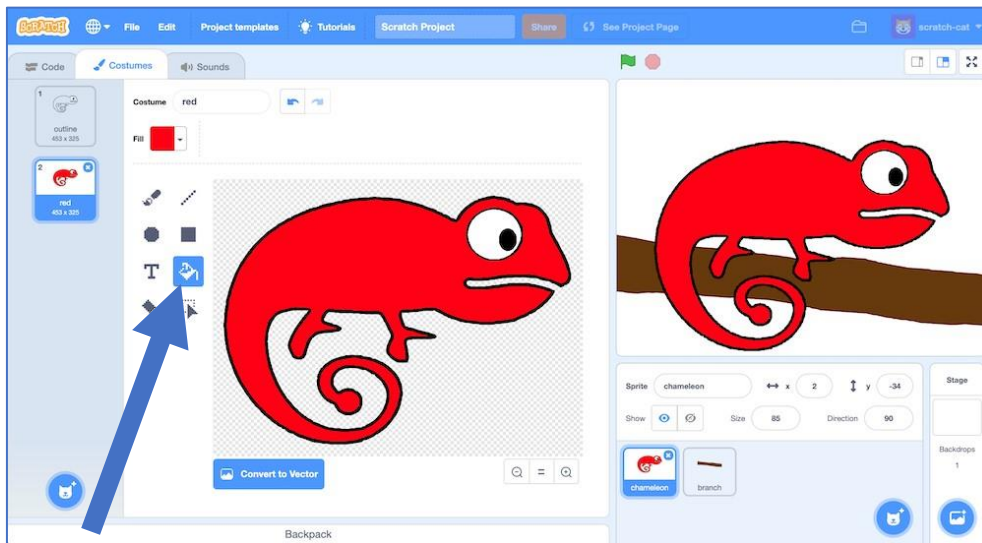 SCRATCH File Edit Project templates Tutorials Scratch Project Share See Project Page scratch-cat
Code Costumes Sounds
1
outline
453 x 325
2
red
453 x 325
Costume red
Fill
T
Convert to Vector
Backpack
Sprite chameleon x 2 y -34
Show Size 85 Direction 90
chameleon branch
Stage
Backdrops
1